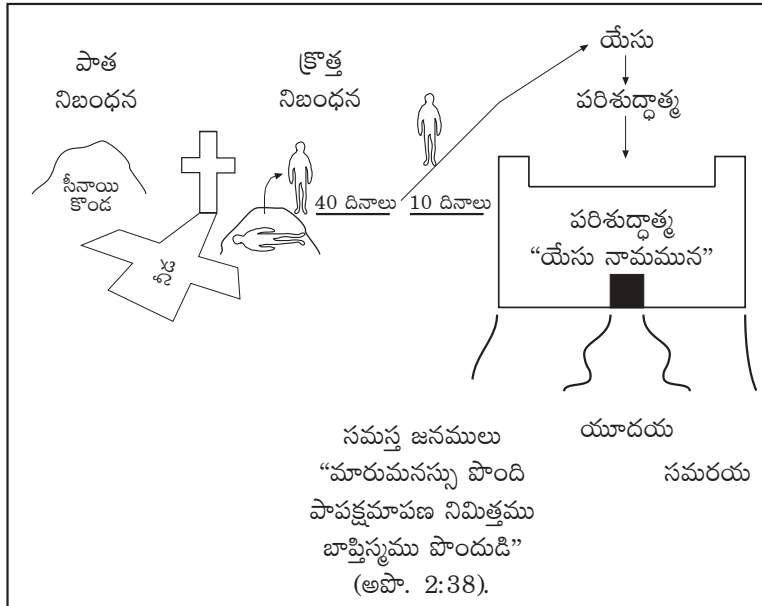 పాత
నిబంధన
సీనాయి
కొండ
క్రొత్త
నిబంధన
40 దినాలు
10 దినాలు
యేసు
పరిశుద్ధాత్మ
పరిశుద్ధాత్మ
“యేసు నామమున”
సమస్త జనములు
“మారుమనస్సు పొంది
పాపక్షమాపణ నిమిత్తము
బాప్తిస్మము పొందుడి”
(అపొ. 2:38).
యూదయ
సమరయ